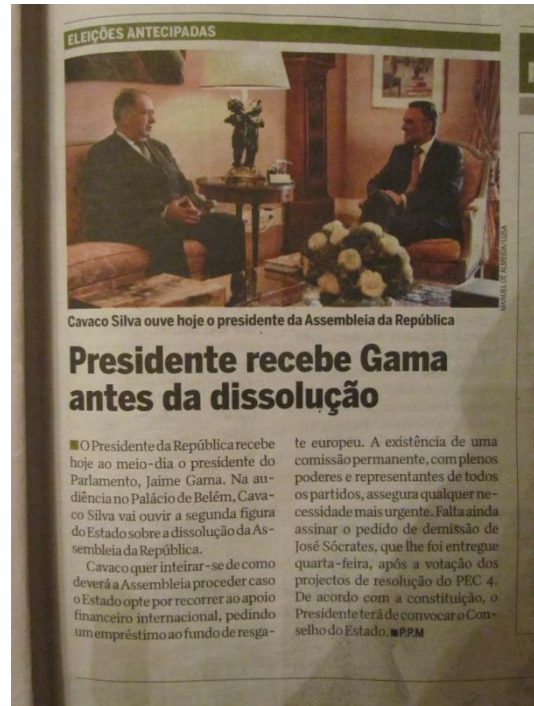 ELEIÇÕES ANTECIPADAS
MANUEL DE ALMEIDA/LUSA
Cavaco Silva ouve hoje o presidente da Assembleia da República
Presidente recebe Gama
antes da dissolução
■ O Presidente da República recebe
hoje ao meio-dia o presidente do
Parlamento, Jaime Gama. Na au-
diência no Palácio de Belém, Cava-
co Silva vai ouvir a segunda figura
do Estado sobre a dissolução da As-
sembleia da República.
Cavaco quer inteirar-se de como
deverá a Assembleia proceder caso
o Estado opte por recorrer ao apoio
financeiro internacional, pedindo
um empréstimo ao fundo de resga-
te europeu. A existência de uma
comissão permanente, com plenos
poderes e representantes de todos
os partidos, assegura qualquer ne-
cessidade mais urgente. Falta ainda
assinar o pedido de demissão de
José Sócrates, que lhe foi entregue
quarta-feira, após a votação dos
projectos de resolução do PEC 4.
De acordo com a constituição, o
Presidente terá de convocar o Con-
selho do Estado. ■ P.P.M